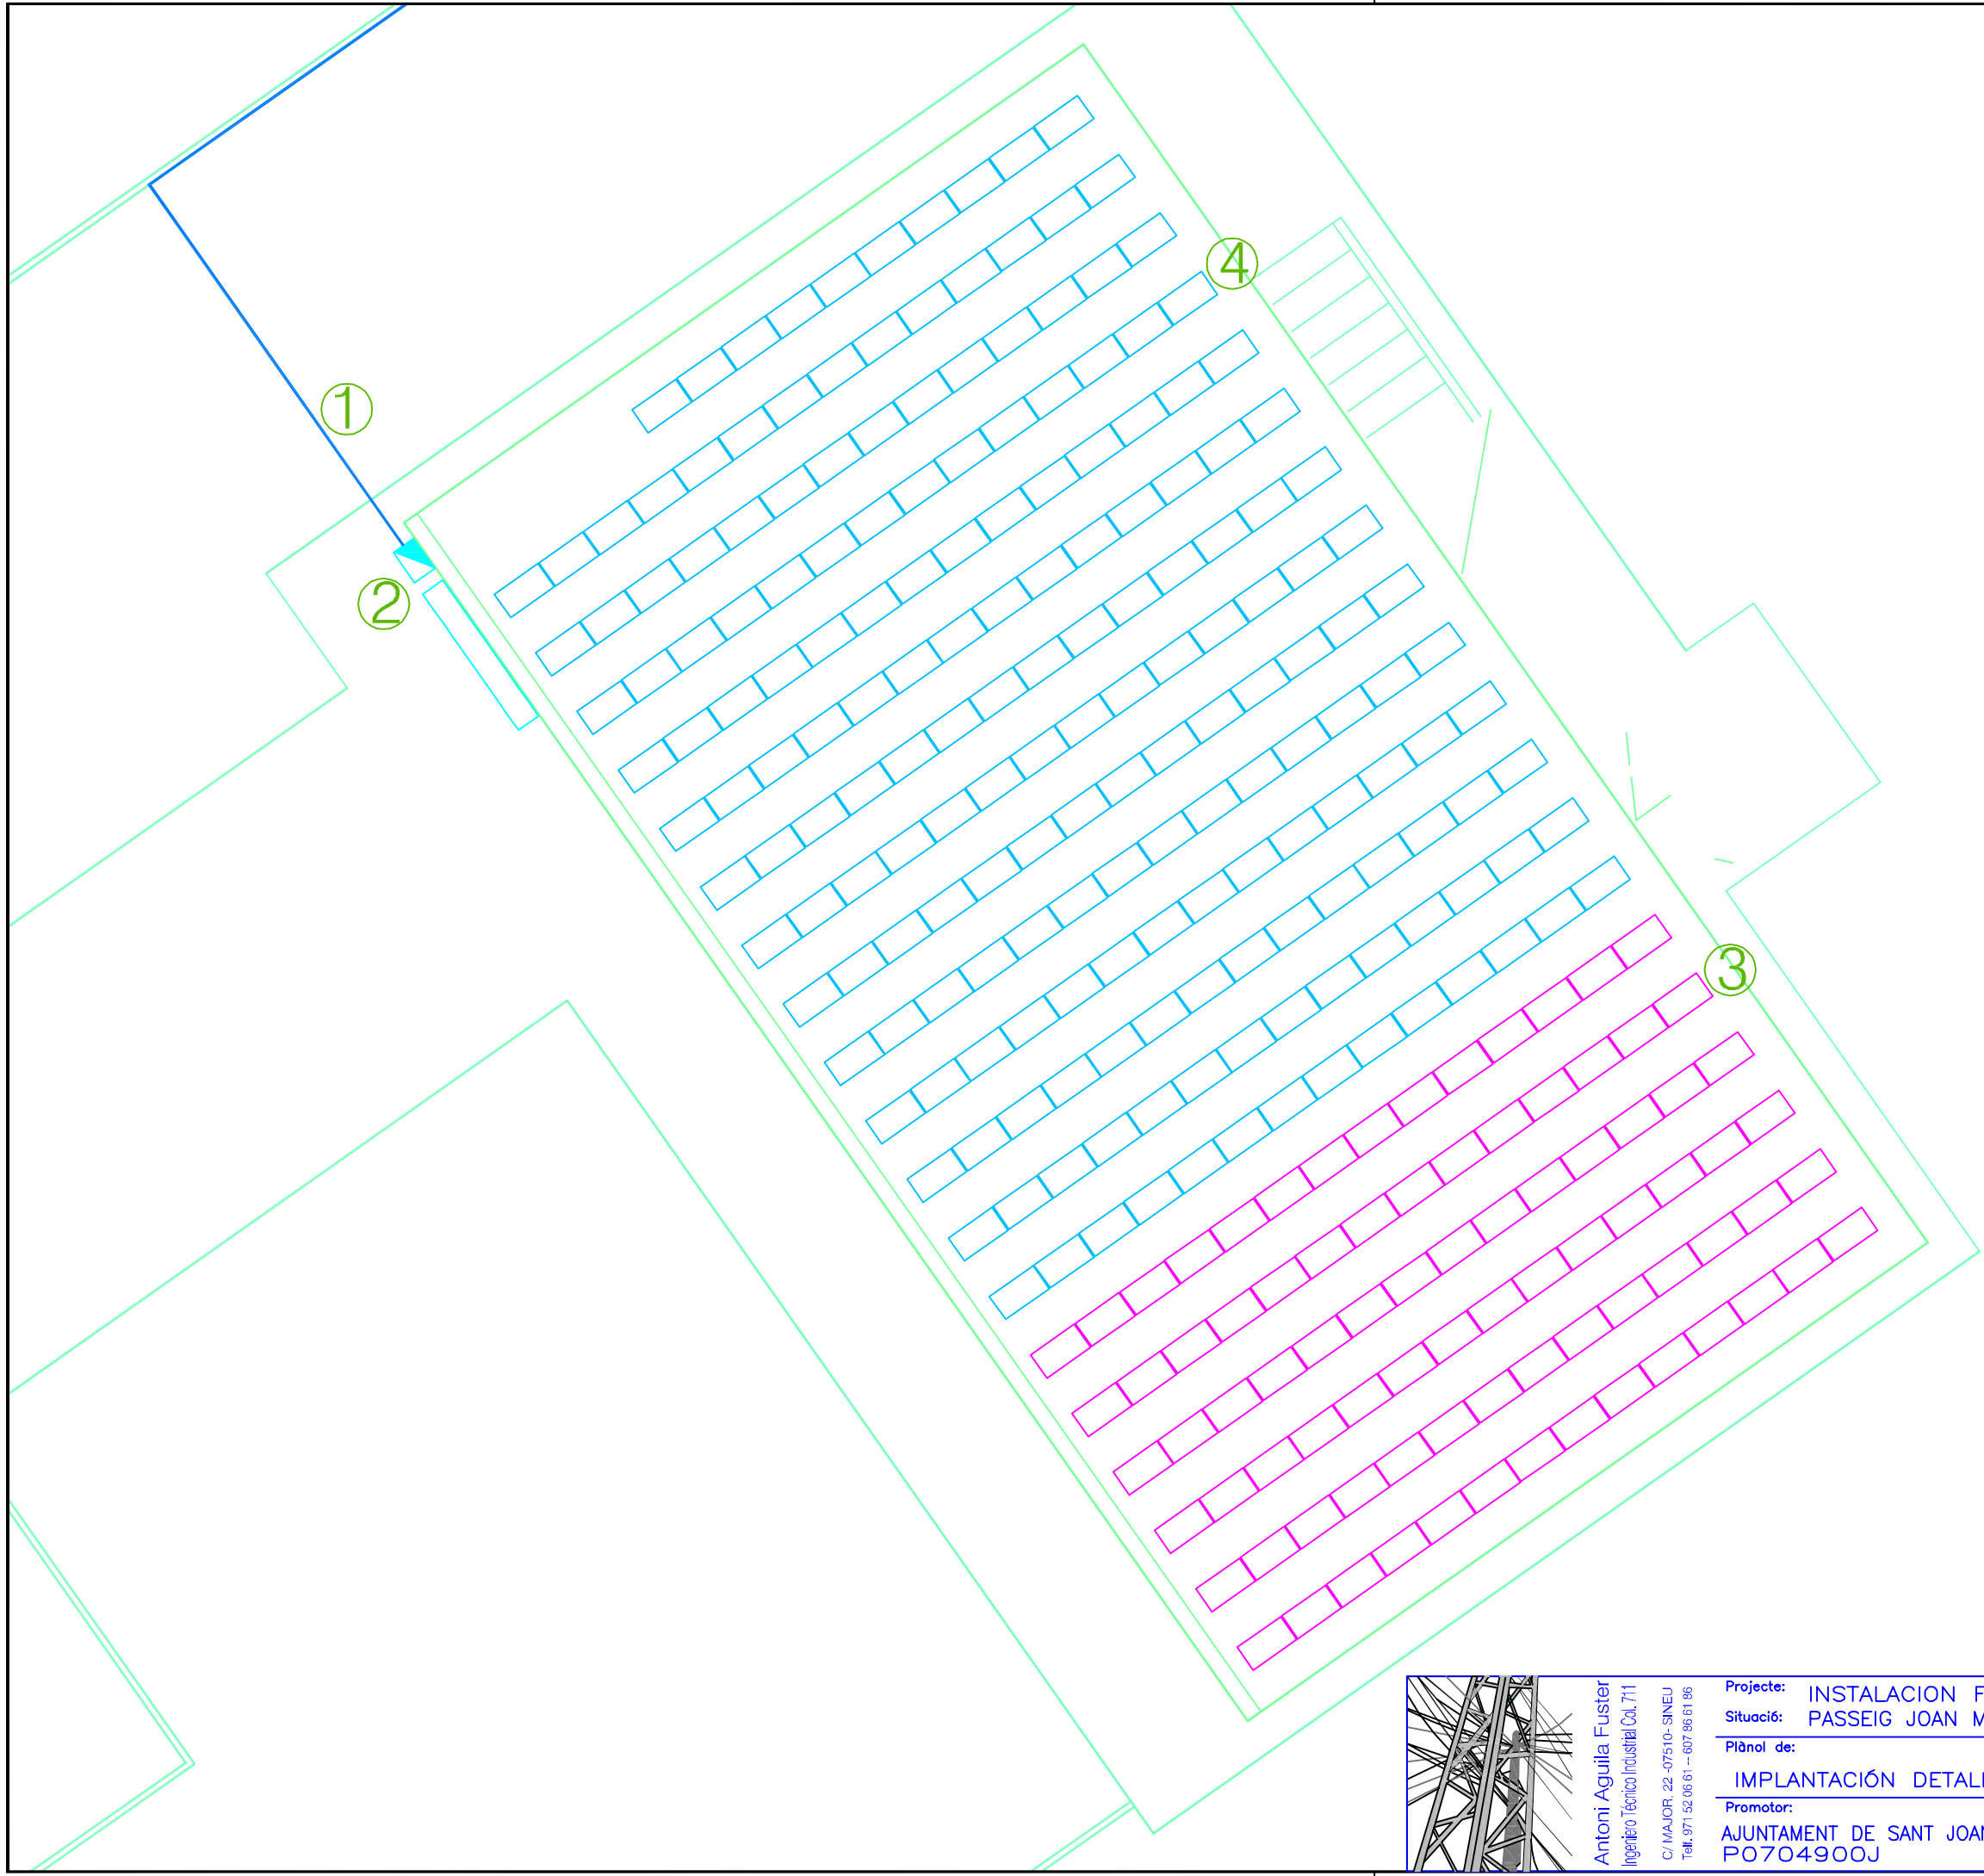 4
1
2
3
Antoni Aguila Fuster
Ingeniero Técnico Industrial Col. 711
C/ MAJOR, 22 -07510- SINEU
Telf. 971 52 06 61 -- 607 86 61 86
Projecte: INSTALACION F
Situació: PASSEIG JOAN M
Plànol de:
IMPLANTACIÓN DETALL
Promotor:
AJUNTAMENT DE SANT JOAN
P0704900J